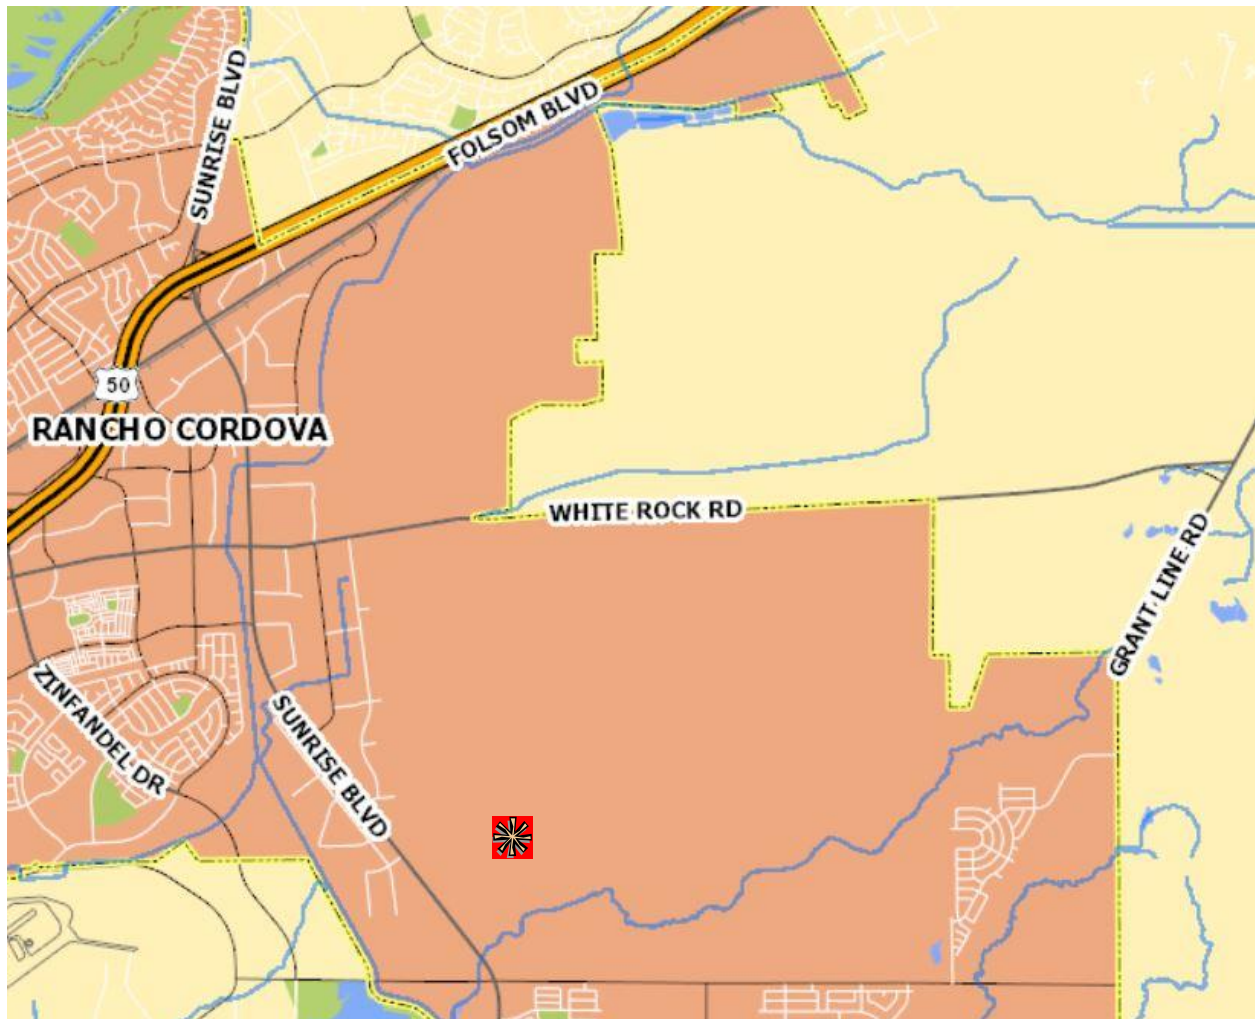 SUNRISE BLVD
FOLSOM BLVD
50
RANCHO CORDOVA
WHITE ROCK RD
GRANT LINE RD
ZINFANDEL DR
SUNRISE BLVD